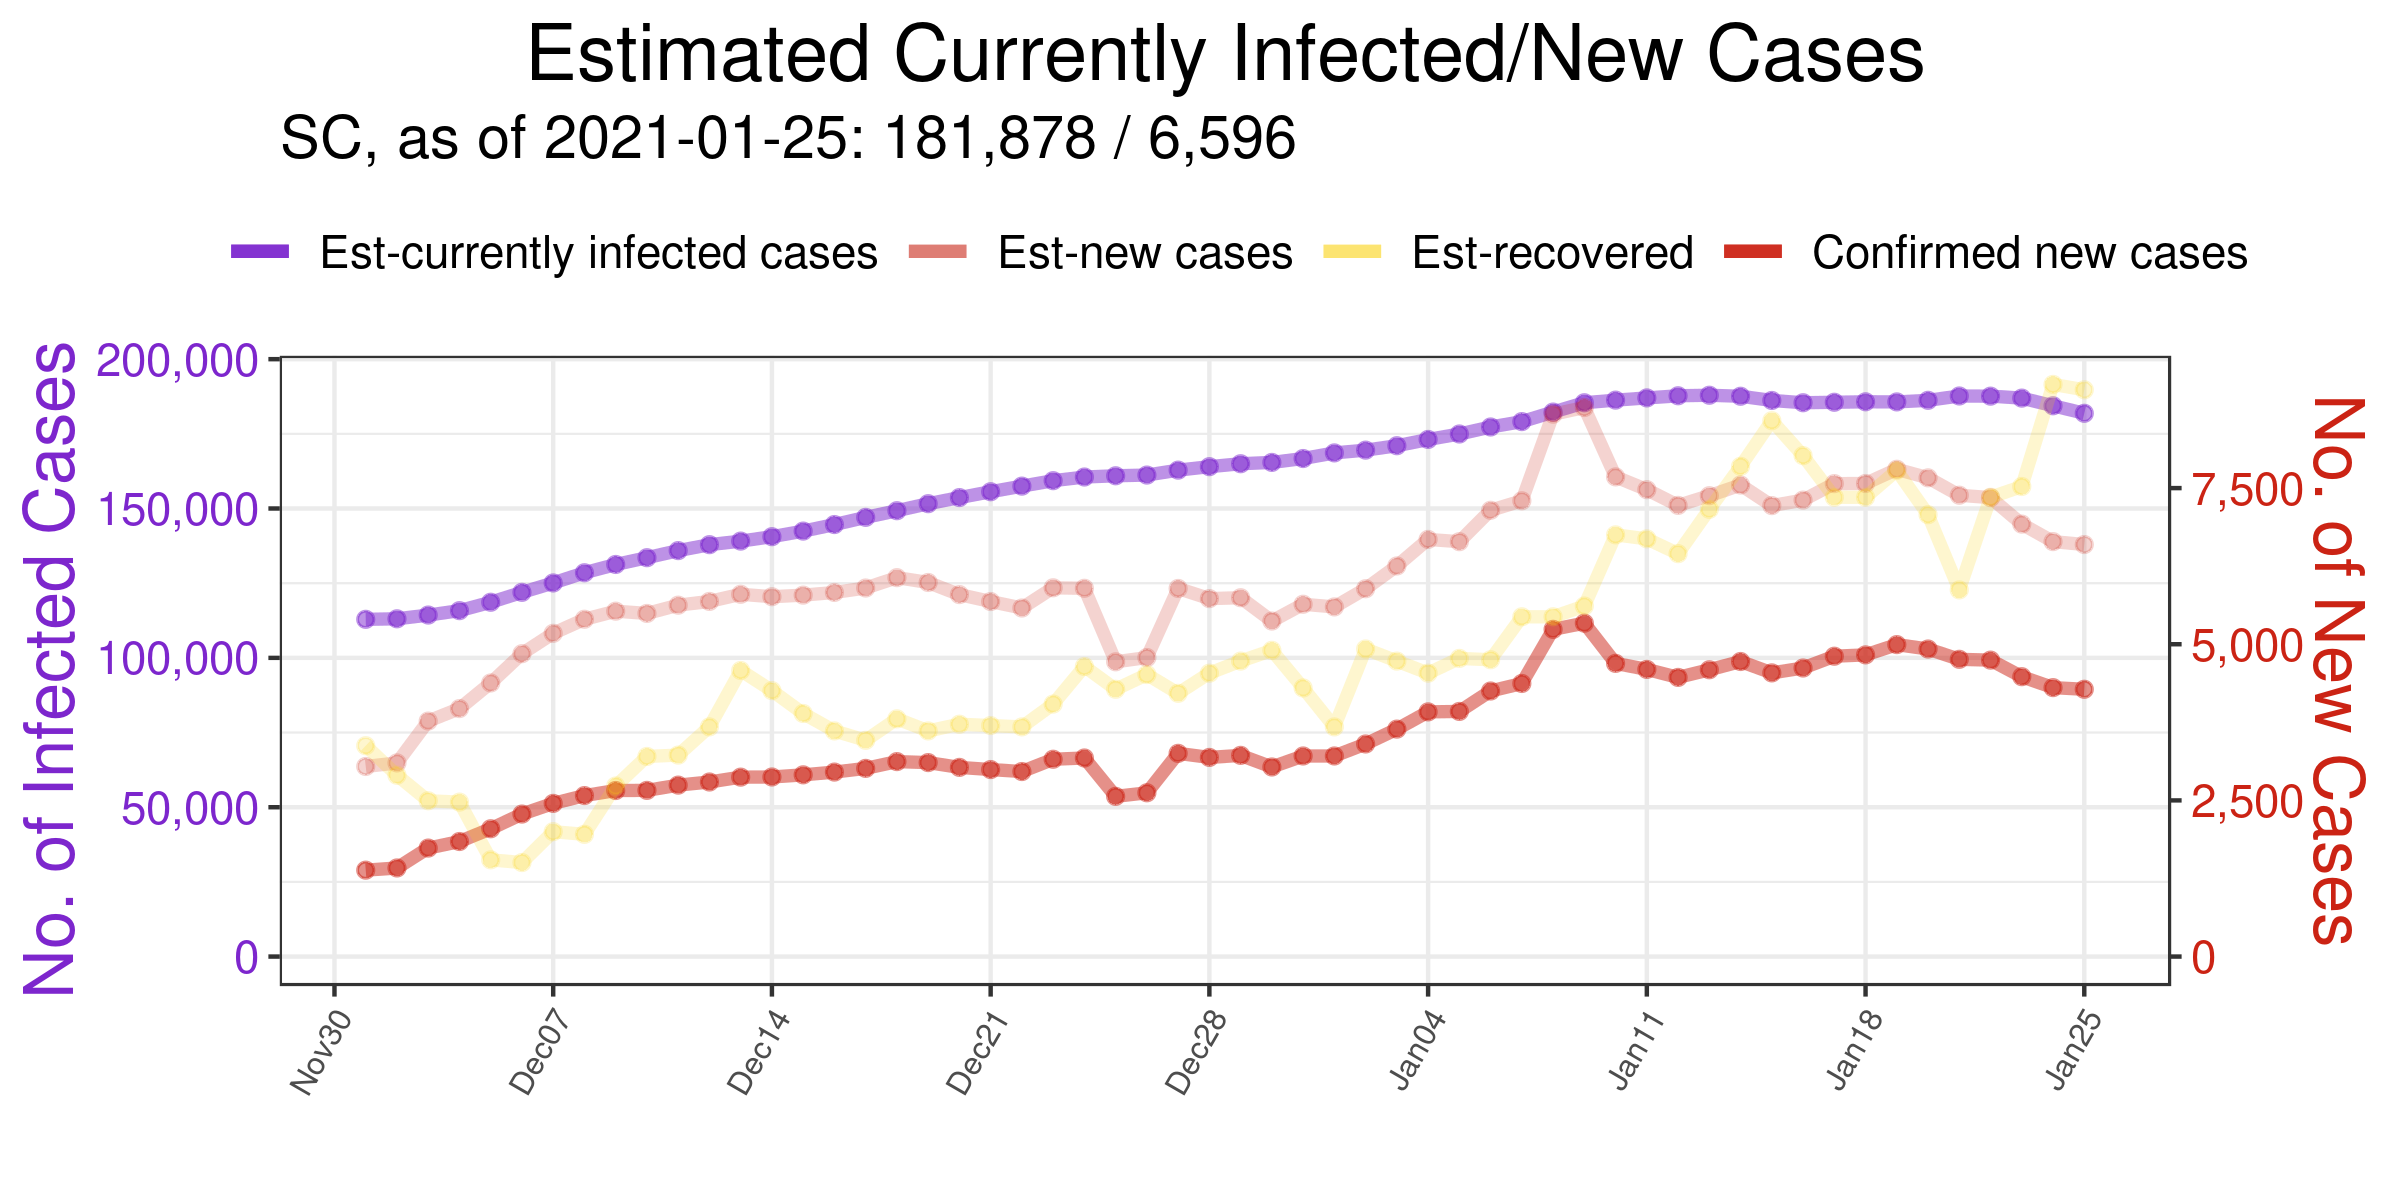 Estimated Currently Infected/New Cases
SC, as of 2021-01-25: 181,878 / 6,596
Est-currently infected cases Est-new cases Est-recovered Confirmed new cases
No. of Infected Cases
200,000
150,000
100,000
50,000
0
7,500
5,000
2,500
0
No. of New Cases
Nov30 Dec07 Dec14 Dec21 Dec28 Jan04 Jan11 Jan18 Jan25